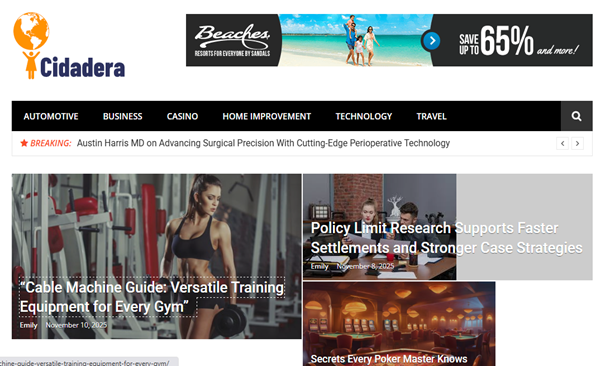 Cidadera
Beaches
RESORTS FOR EVERYONE BY SANDALS
SAVE UP TO 65% and more!
AUTOMOTIVE BUSINESS CASINO HOME IMPROVEMENT TECHNOLOGY TRAVEL
BREAKING: Austin Harris MD on Advancing Surgical Precision With Cutting-Edge Perioperative Technology
“Cable Machine Guide: Versatile Training
Equipment for Every Gym”
Emily November 10, 2025
Policy Limit Research Supports Faster
Settlements and Stronger Case Strategies
Emily November 8, 2025
Secrets Every Poker Master Knows
chine-guide-versatile-training-equipment-for-every-gym/